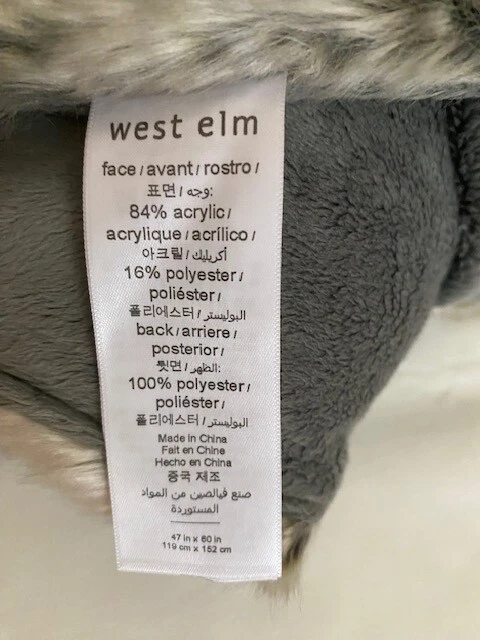 west elm
face / avant / rostro /
표면 / وجه:
84% acrylic /
acrylique / acrílico /
아크릴 / أكريليك
16% polyester /
poliéster /
폴리에스터 / البوليستر
back / arriere /
posterior /
뒷면 / الظهر:
100% polyester /
poliéster /
폴리에스터 / البوليستر
Made in China
Fait en Chine
Hecho en China
중국 제조
صنع فيالصين من المواد
المستوردة
47 in x 60 in
119 cm x 152 cm